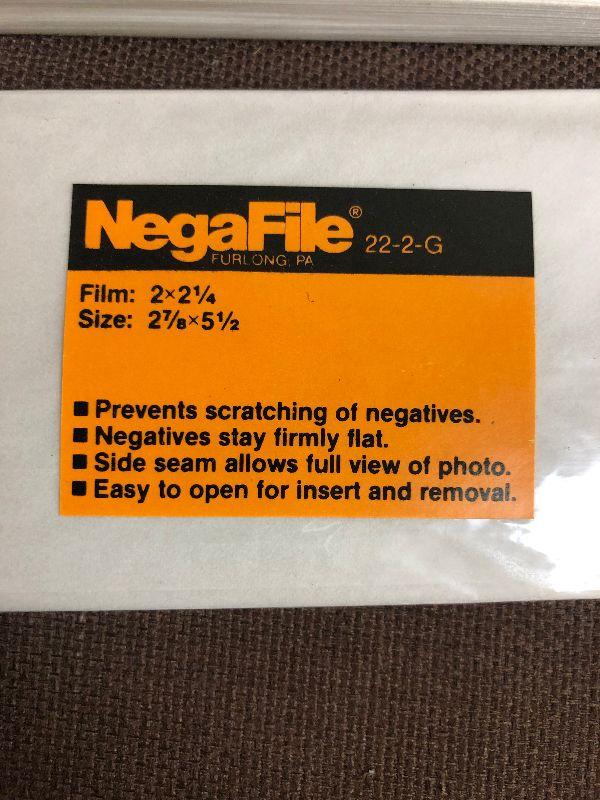 NegaFile® 22-2-G
FURLONG, PA
Film: 2×2¼
Size: 2⅞×5½
■ Prevents scratching of negatives.
■ Negatives stay firmly flat.
■ Side seam allows full view of photo.
■ Easy to open for insert and removal.